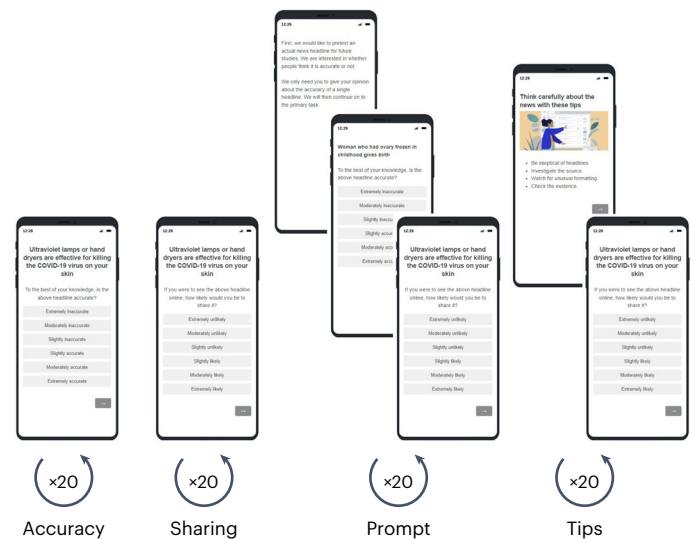 12:29
First, we would like to pretest an
actual news headline for future
studies. We are interested in whether
people think it is accurate or not.
We only need you to give your opinion
about the accuracy of a single
headline. We will then continue on to
the primary task.
12:29
Woman who had ovary frozen in
childhood gives birth
To the best of your knowledge, is the
above headline accurate?
Extremely inaccurate
Moderately inaccurate
Slightly inaccu
Slightly accur
Moderately acc
Extremely accu
12:29
Think carefully about the
news with these tips
• Be skeptical of headlines.
• Investigate the source.
• Watch for unusual formatting.
• Check the evidence.
→
12:29
Ultraviolet lamps or hand
dryers are effective for killing
the COVID-19 virus on your
skin
To the best of your knowledge, is the
above headline accurate?
Extremely inaccurate
Moderately inaccurate
Slightly inaccurate
Slightly accurate
Moderately accurate
Extremely accurate
→
12:29
Ultraviolet lamps or hand
dryers are effective for killing
the COVID-19 virus on your
skin
If you were to see the above headline
online, how likely would you be to
share it?
Extremely unlikely
Moderately unlikely
Slightly unlikely
Slightly likely
Moderately likely
Extremely likely
→
12:29
Ultraviolet lamps or hand
dryers are effective for killing
the COVID-19 virus on your
skin
If you were to see the above headline
online, how likely would you be to
share it?
Extremely unlikely
Moderately unlikely
Slightly unlikely
Slightly likely
Moderately likely
Extremely likely
→
12:29
Ultraviolet lamps or hand
dryers are effective for killing
the COVID-19 virus on your
skin
If you were to see the above headline
online, how likely would you be to
share it?
Extremely unlikely
Moderately unlikely
Slightly unlikely
Slightly likely
Moderately likely
Extremely likely
→
×20
×20
×20
×20
Accuracy
Sharing
Prompt
Tips